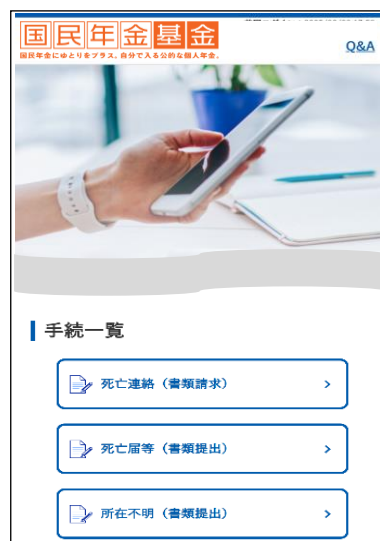 国民年金基金
国民年金にゆとりをプラス。自分で入る公的な個人年金。
Q&A
手続一覧
死亡連絡（書類請求）
死亡届等（書類提出）
所在不明（書類提出）